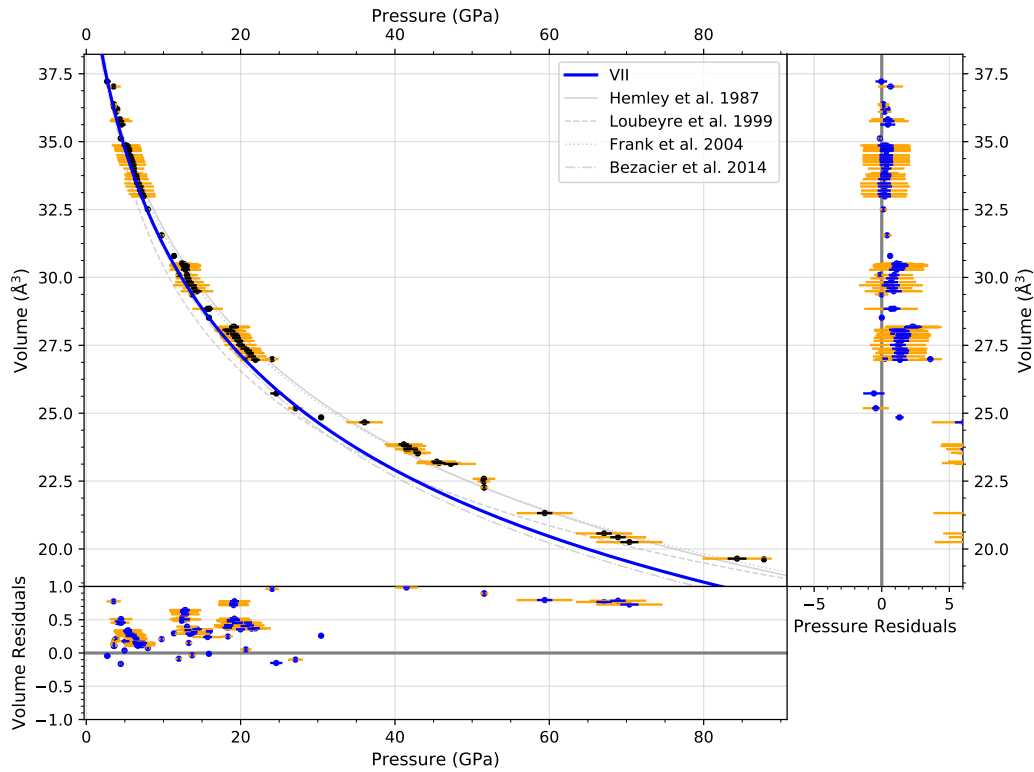 Pressure (GPa)
0 20 40 60 80
37.5 37.5
35.0 35.0
32.5 32.5
30.0 30.0
27.5 27.5
25.0 25.0
22.5 22.5
20.0 20.0
Volume (Å³)
VII
Hemley et al. 1987
Loubeyre et al. 1999
Frank et al. 2004
Bezacier et al. 2014
Volume (Å³)
−5 0 5
Pressure Residuals
1.0
0.5
0.0
−0.5
−1.0
Volume Residuals
0 20 40 60 80
Pressure (GPa)